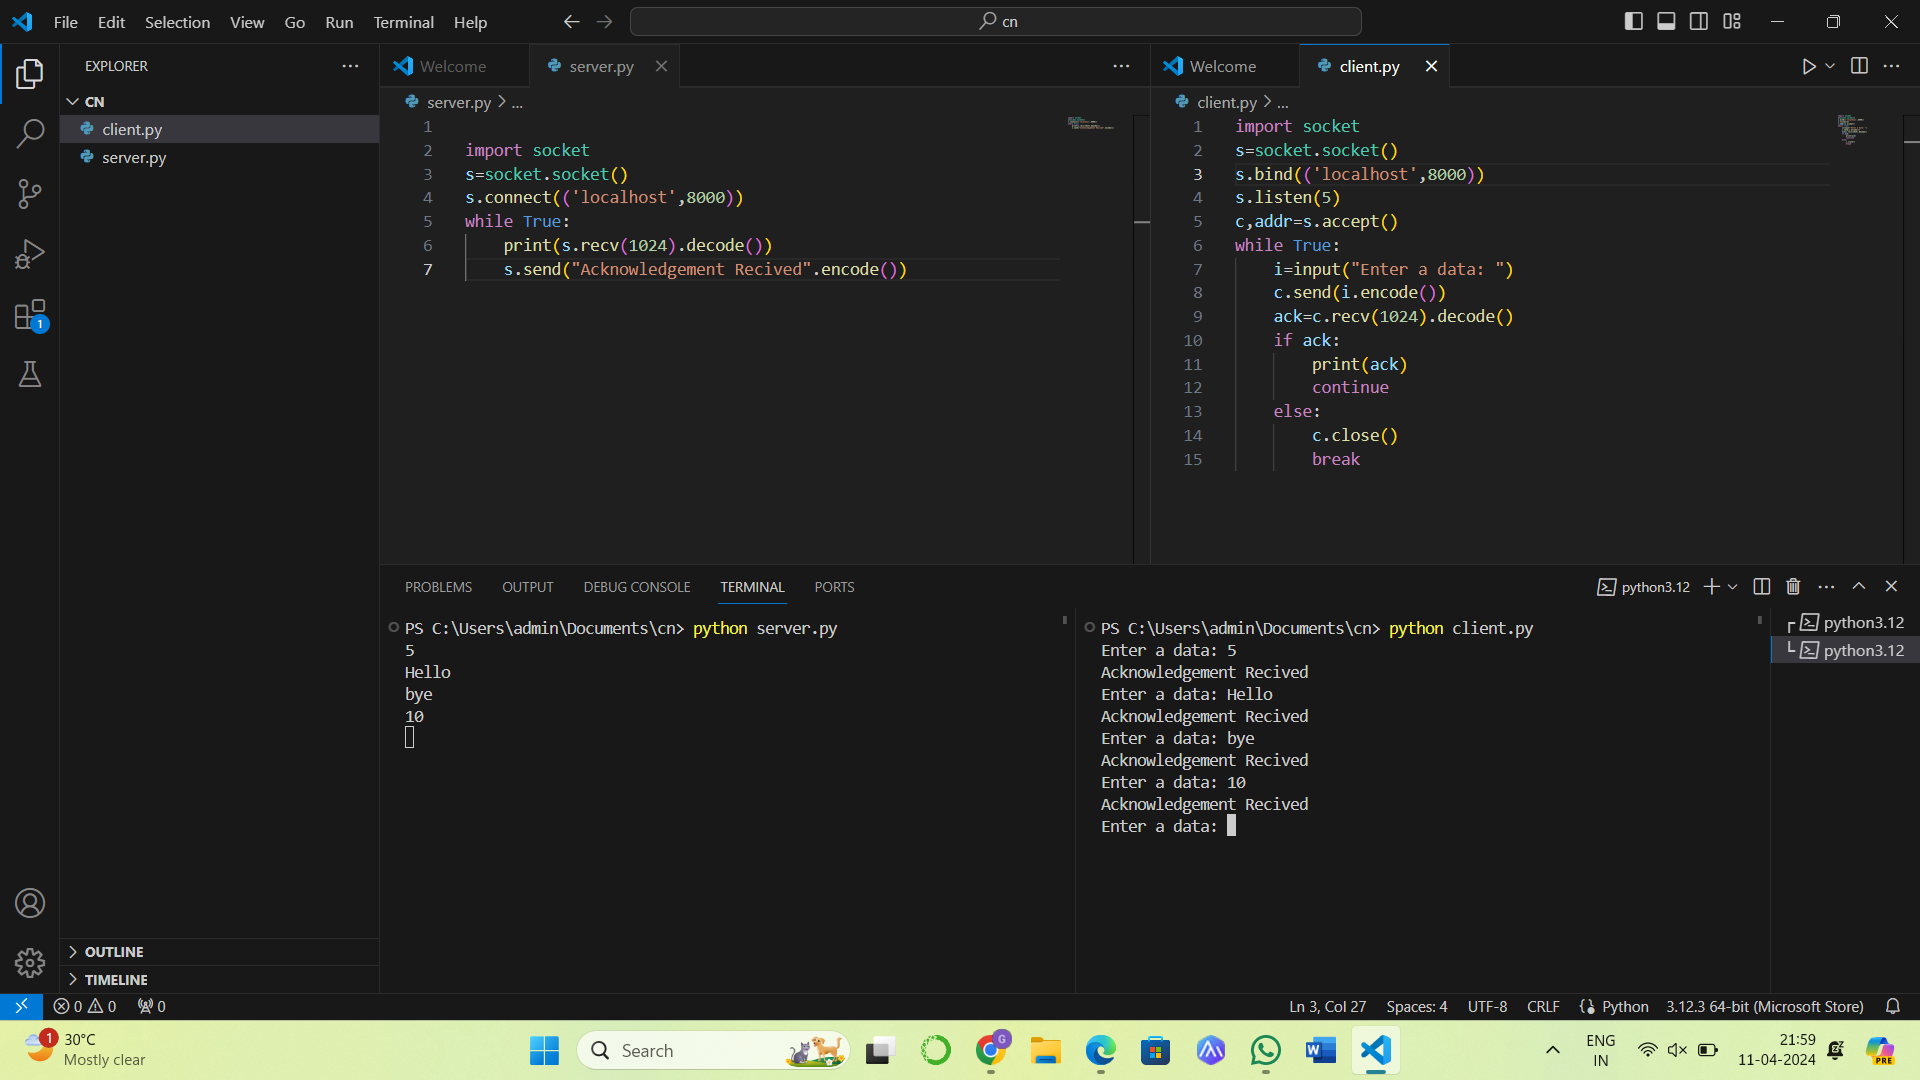 File Edit Selection View Go Run Terminal Help
cn
EXPLORER
CN
client.py
server.py
1
OUTLINE
TIMELINE
Welcome server.py
server.py > ...
1
2 import socket
3 s=socket.socket()
4 s.connect(('localhost',8000))
5 while True:
6 print(s.recv(1024).decode())
7 s.send("Acknowledgement Recived".encode())
Welcome client.py
client.py > ...
1 import socket
2 s=socket.socket()
3 s.bind(('localhost',8000))
4 s.listen(5)
5 c,addr=s.accept()
6 while True:
7 i=input("Enter a data: ")
8 c.send(i.encode())
9 ack=c.recv(1024).decode()
10 if ack:
11 print(ack)
12 continue
13 else:
14 c.close()
15 break
PROBLEMS OUTPUT DEBUG CONSOLE TERMINAL PORTS
python3.12
PS C:\Users\admin\Documents\cn> python server.py
5
Hello
bye
10
PS C:\Users\admin\Documents\cn> python client.py
Enter a data: 5
Acknowledgement Recived
Enter a data: Hello
Acknowledgement Recived
Enter a data: bye
Acknowledgement Recived
Enter a data: 10
Acknowledgement Recived
Enter a data:
python3.12
python3.12
0 0 0
Ln 3, Col 27 Spaces: 4 UTF-8 CRLF Python 3.12.3 64-bit (Microsoft Store)
1
30°C
Mostly clear
Search
G
W
ENG
IN
21:59
11-04-2024
PRE